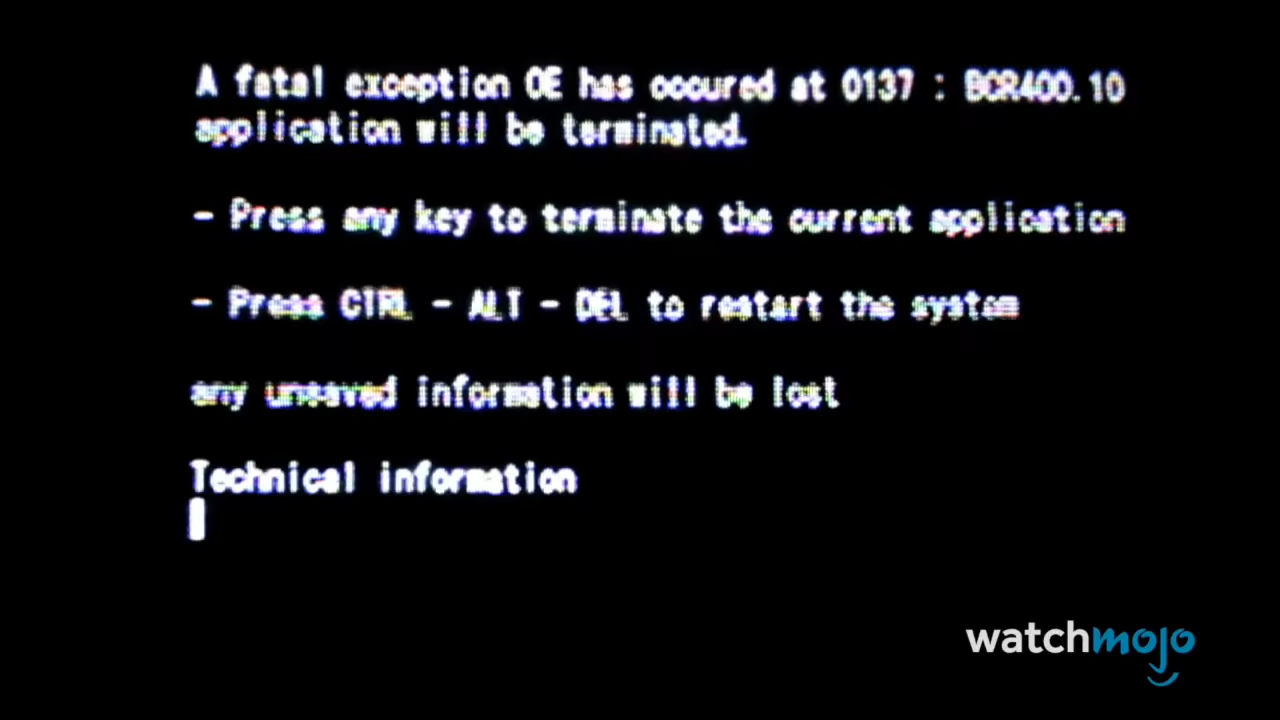 A fatal exception OE has occured at 0137 : BCR400.10
application will be terminated.
- Press any key to terminate the current application
- Press CTRL - ALT - DEL to restart the system
any unsaved information will be lost
Technical information
watchmojo